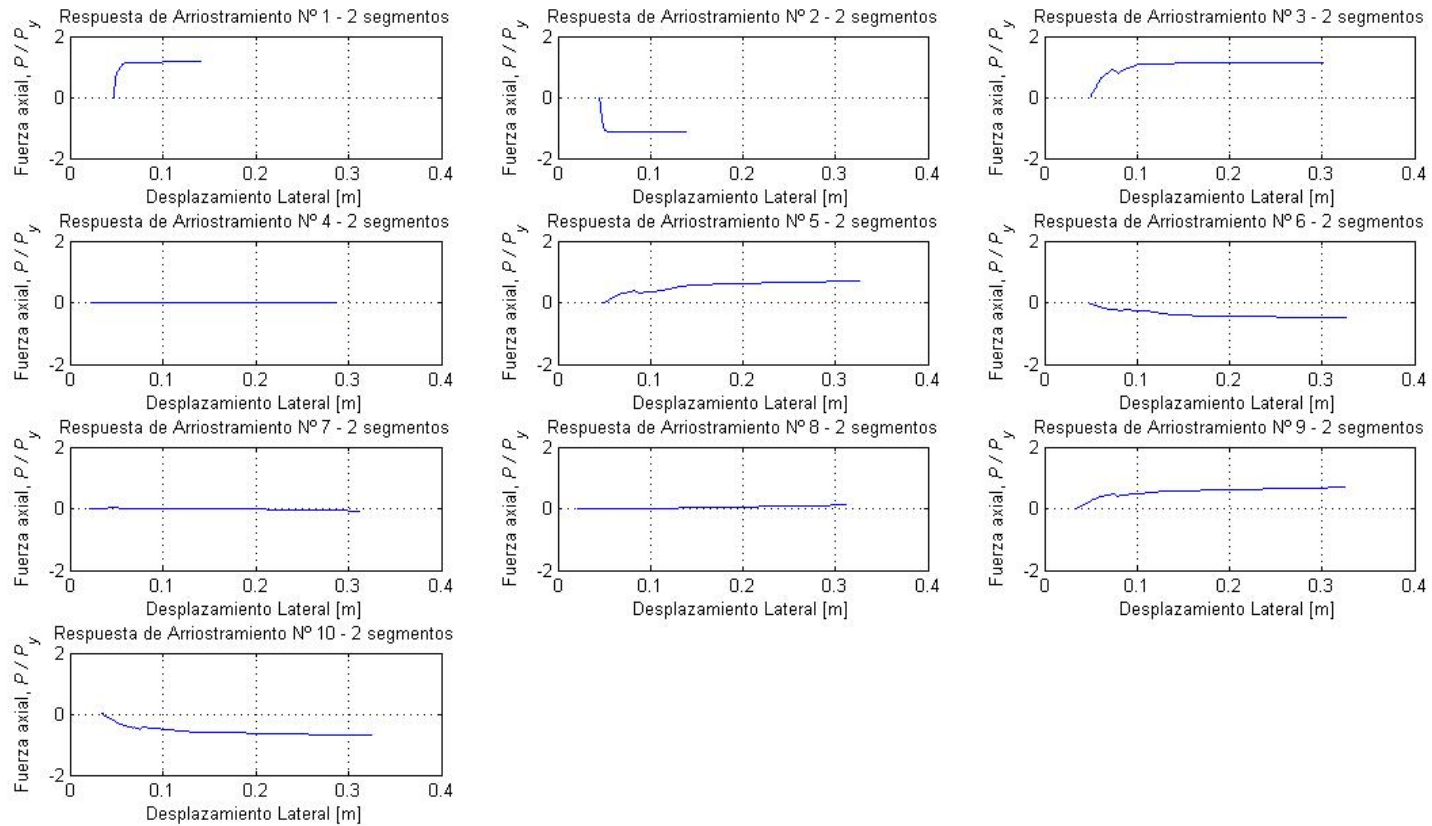 Respuesta de Arriostramiento Nº 1 - 2 segmentos
Fuerza axial, P / Py
2
0
-2
0 0.1 0.2 0.3 0.4
Desplazamiento Lateral [m]
Respuesta de Arriostramiento Nº 2 - 2 segmentos
Fuerza axial, P / Py
2
0
-2
0 0.1 0.2 0.3 0.4
Desplazamiento Lateral [m]
Respuesta de Arriostramiento Nº 3 - 2 segmentos
Fuerza axial, P / Py
2
0
-2
0 0.1 0.2 0.3 0.4
Desplazamiento Lateral [m]
Respuesta de Arriostramiento Nº 4 - 2 segmentos
Fuerza axial, P / Py
2
0
-2
0 0.1 0.2 0.3 0.4
Desplazamiento Lateral [m]
Respuesta de Arriostramiento Nº 5 - 2 segmentos
Fuerza axial, P / Py
2
0
-2
0 0.1 0.2 0.3 0.4
Desplazamiento Lateral [m]
Respuesta de Arriostramiento Nº 6 - 2 segmentos
Fuerza axial, P / Py
2
0
-2
0 0.1 0.2 0.3 0.4
Desplazamiento Lateral [m]
Respuesta de Arriostramiento Nº 7 - 2 segmentos
Fuerza axial, P / Py
2
0
-2
0 0.1 0.2 0.3 0.4
Desplazamiento Lateral [m]
Respuesta de Arriostramiento Nº 8 - 2 segmentos
Fuerza axial, P / Py
2
0
-2
0 0.1 0.2 0.3 0.4
Desplazamiento Lateral [m]
Respuesta de Arriostramiento Nº 9 - 2 segmentos
Fuerza axial, P / Py
2
0
-2
0 0.1 0.2 0.3 0.4
Desplazamiento Lateral [m]
Respuesta de Arriostramiento Nº 10 - 2 segmentos
Fuerza axial, P / Py
2
0
-2
0 0.1 0.2 0.3 0.4
Desplazamiento Lateral [m]